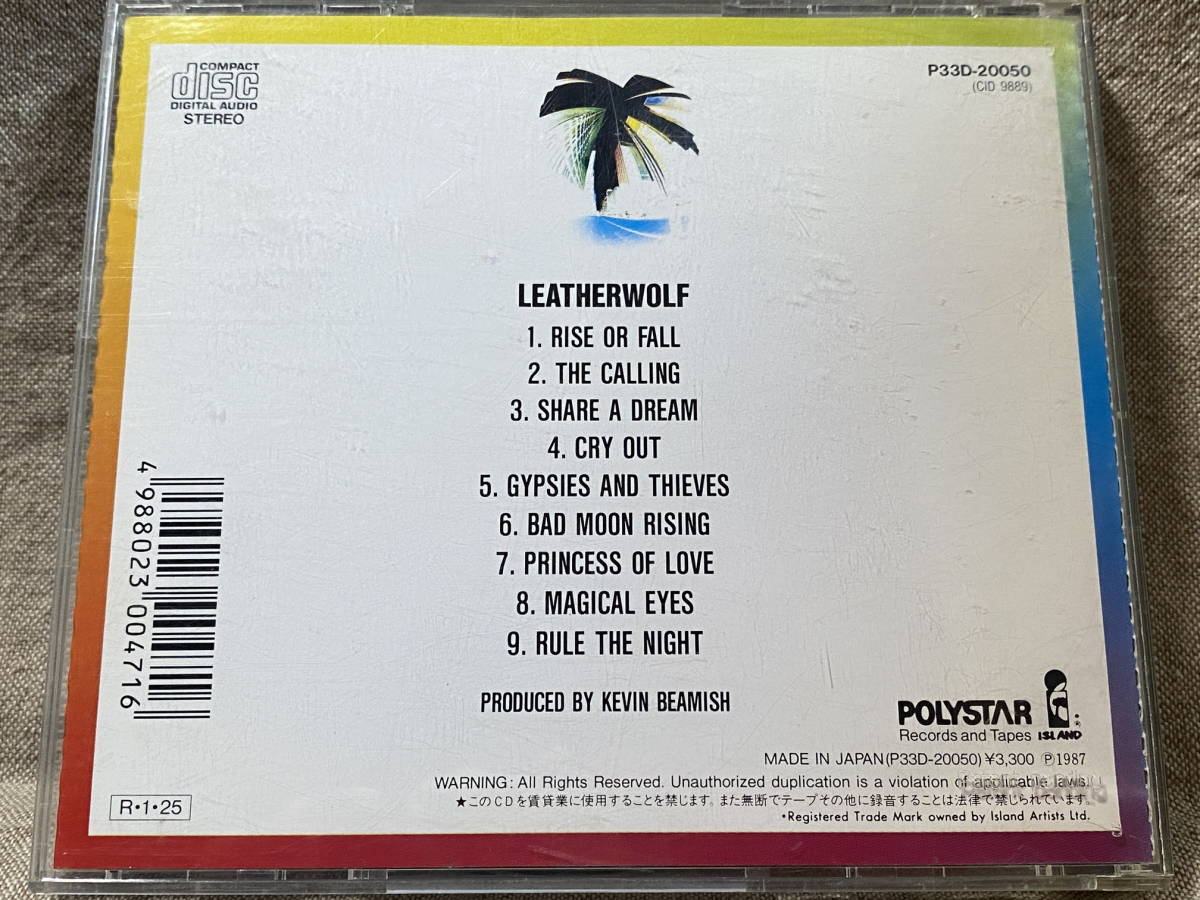 COMPACT
disc
DIGITAL AUDIO
STEREO
P33D-20050
(CID 9889)
LEATHERWOLF
1. RISE OR FALL
2. THE CALLING
3. SHARE A DREAM
4. CRY OUT
5. GYPSIES AND THIEVES
6. BAD MOON RISING
7. PRINCESS OF LOVE
8. MAGICAL EYES
9. RULE THE NIGHT
PRODUCED BY KEVIN BEAMISH
4 988023 004716
POLYSTAR
Records and Tapes
ISLAND
MADE IN JAPAN(P33D-20050)¥3,300 Ⓟ1987
WARNING: All Rights Reserved. Unauthorized duplication is a violation of applicable laws.
★このCDを賃貸業に使用することを禁じます。また無断でテープその他に録音することは法律で禁じられています。
•Registered Trade Mark owned by Island Artists Ltd.
R•1•25